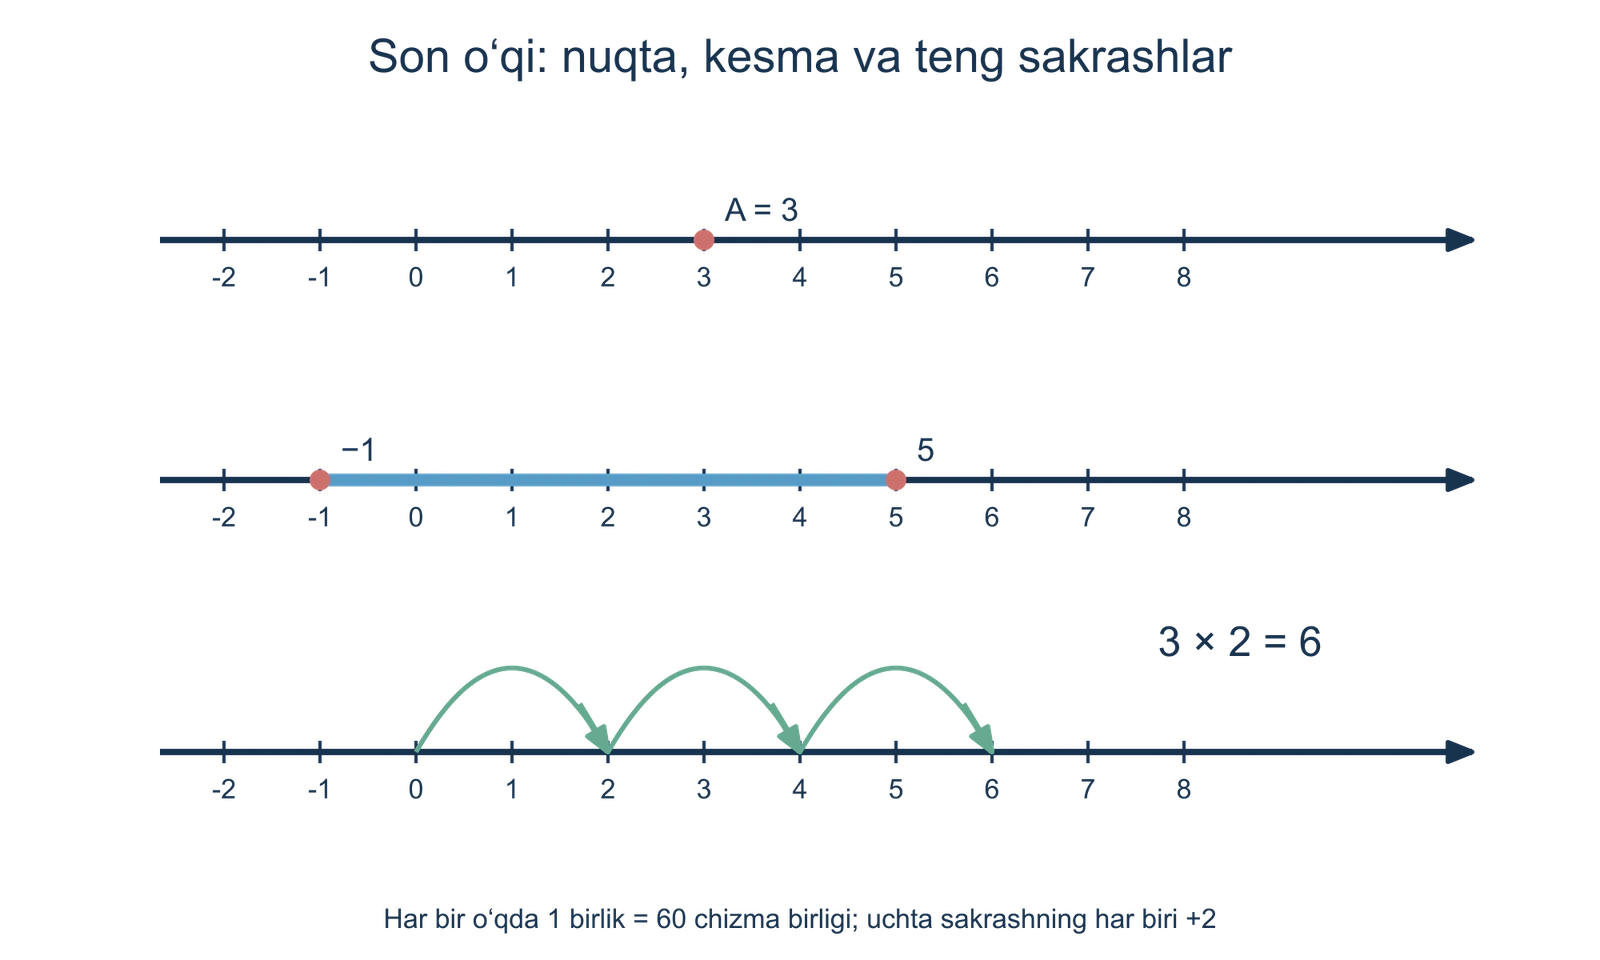 Son o‘qi: nuqta, kesma va teng sakrashlar
A = 3
-2 -1 0 1 2 3 4 5 6 7 8
−1 5
-2 -1 0 1 2 3 4 5 6 7 8
3 × 2 = 6
-2 -1 0 1 2 3 4 5 6 7 8
Har bir o‘qda 1 birlik = 60 chizma birligi; uchta sakrashning har biri +2